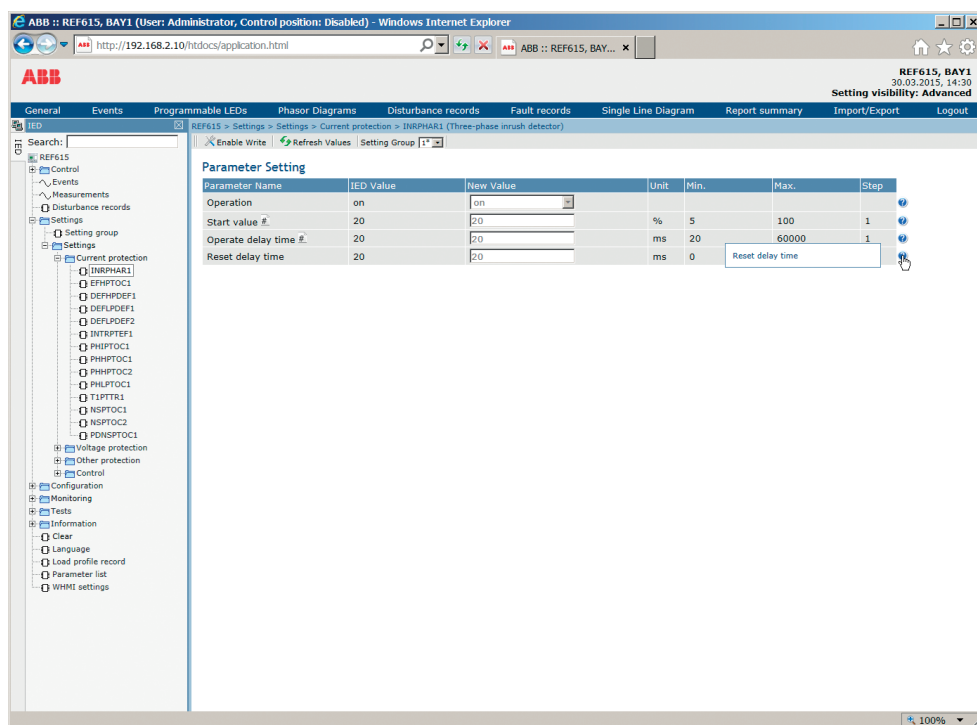 ABB :: REF615, BAY1 (User: Administrator, Control position: Disabled) - Windows Internet Explorer
ABB http://192.168.2.10/htdocs/application.html
ABB ABB :: REF615, BAY...
ABB
REF615, BAY1
30.03.2015, 14:30
Setting visibility: Advanced
General Events Programmable LEDs Phasor Diagrams Disturbance records Fault records Single Line Diagram Report summary Import/Export Logout
IED
IED
REF615 > Settings > Settings > Current protection > INRPHAR1 (Three-phase inrush detector)
Search:
Enable Write Refresh Values Setting Group 1*
REF615
Control
Events
Measurements
Disturbance records
Settings
Setting group
Settings
Current protection
INRPHAR1
EFHPTOC1
DEFHPDEF1
DEFLPDEF1
DEFLPDEF2
INTRPTEF1
PHIPTOC1
PHHPTOC1
PHHPTOC2
PHLPTOC1
T1PTTR1
NSPTOC1
NSPTOC2
PDNSPTOC1
Voltage protection
Other protection
Control
Configuration
Monitoring
Tests
Information
Clear
Language
Load profile record
Parameter list
WHMI settings
Parameter Setting
Parameter Name IED Value New Value Unit Min. Max. Step
Operation on on
Start value # 20 20 % 5 100 1
Operate delay time # 20 20 ms 20 60000 1
Reset delay time 20 20 ms 0
Reset delay time
100%